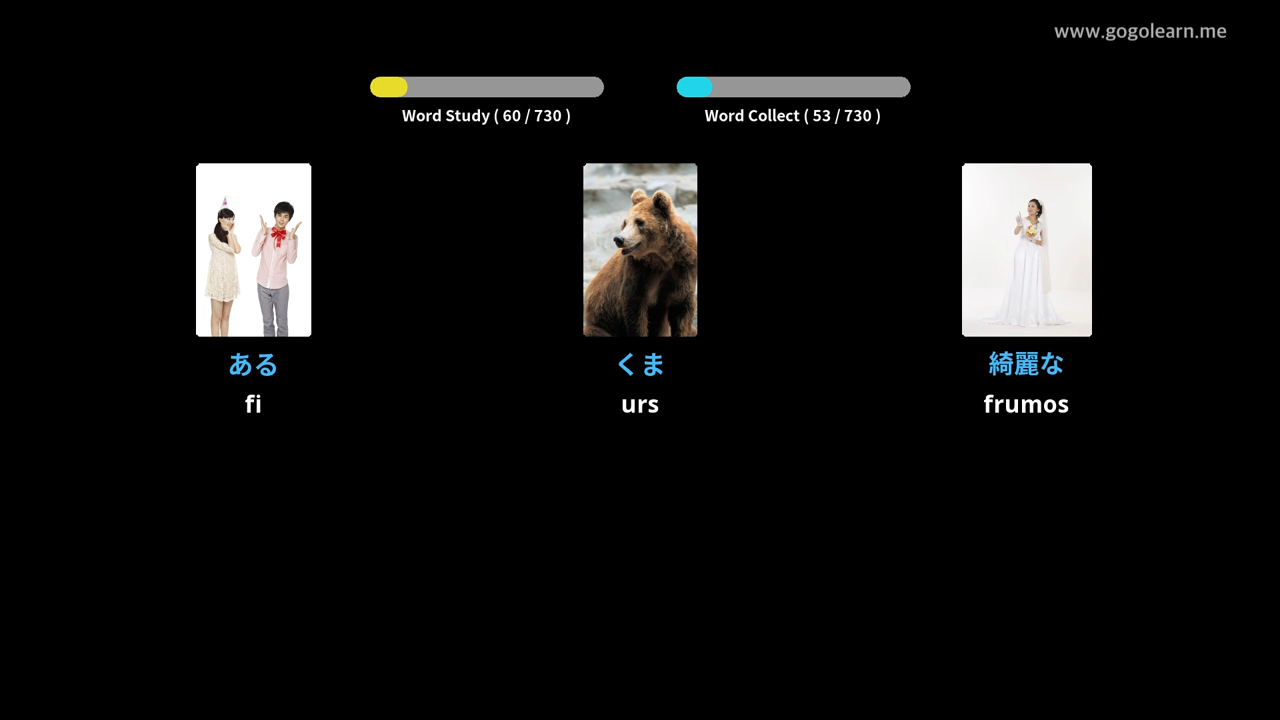 www.gogolearn.me
Word Study ( 60 / 730 )
Word Collect ( 53 / 730 )
ある
くま
綺麗な
fi
urs
frumos